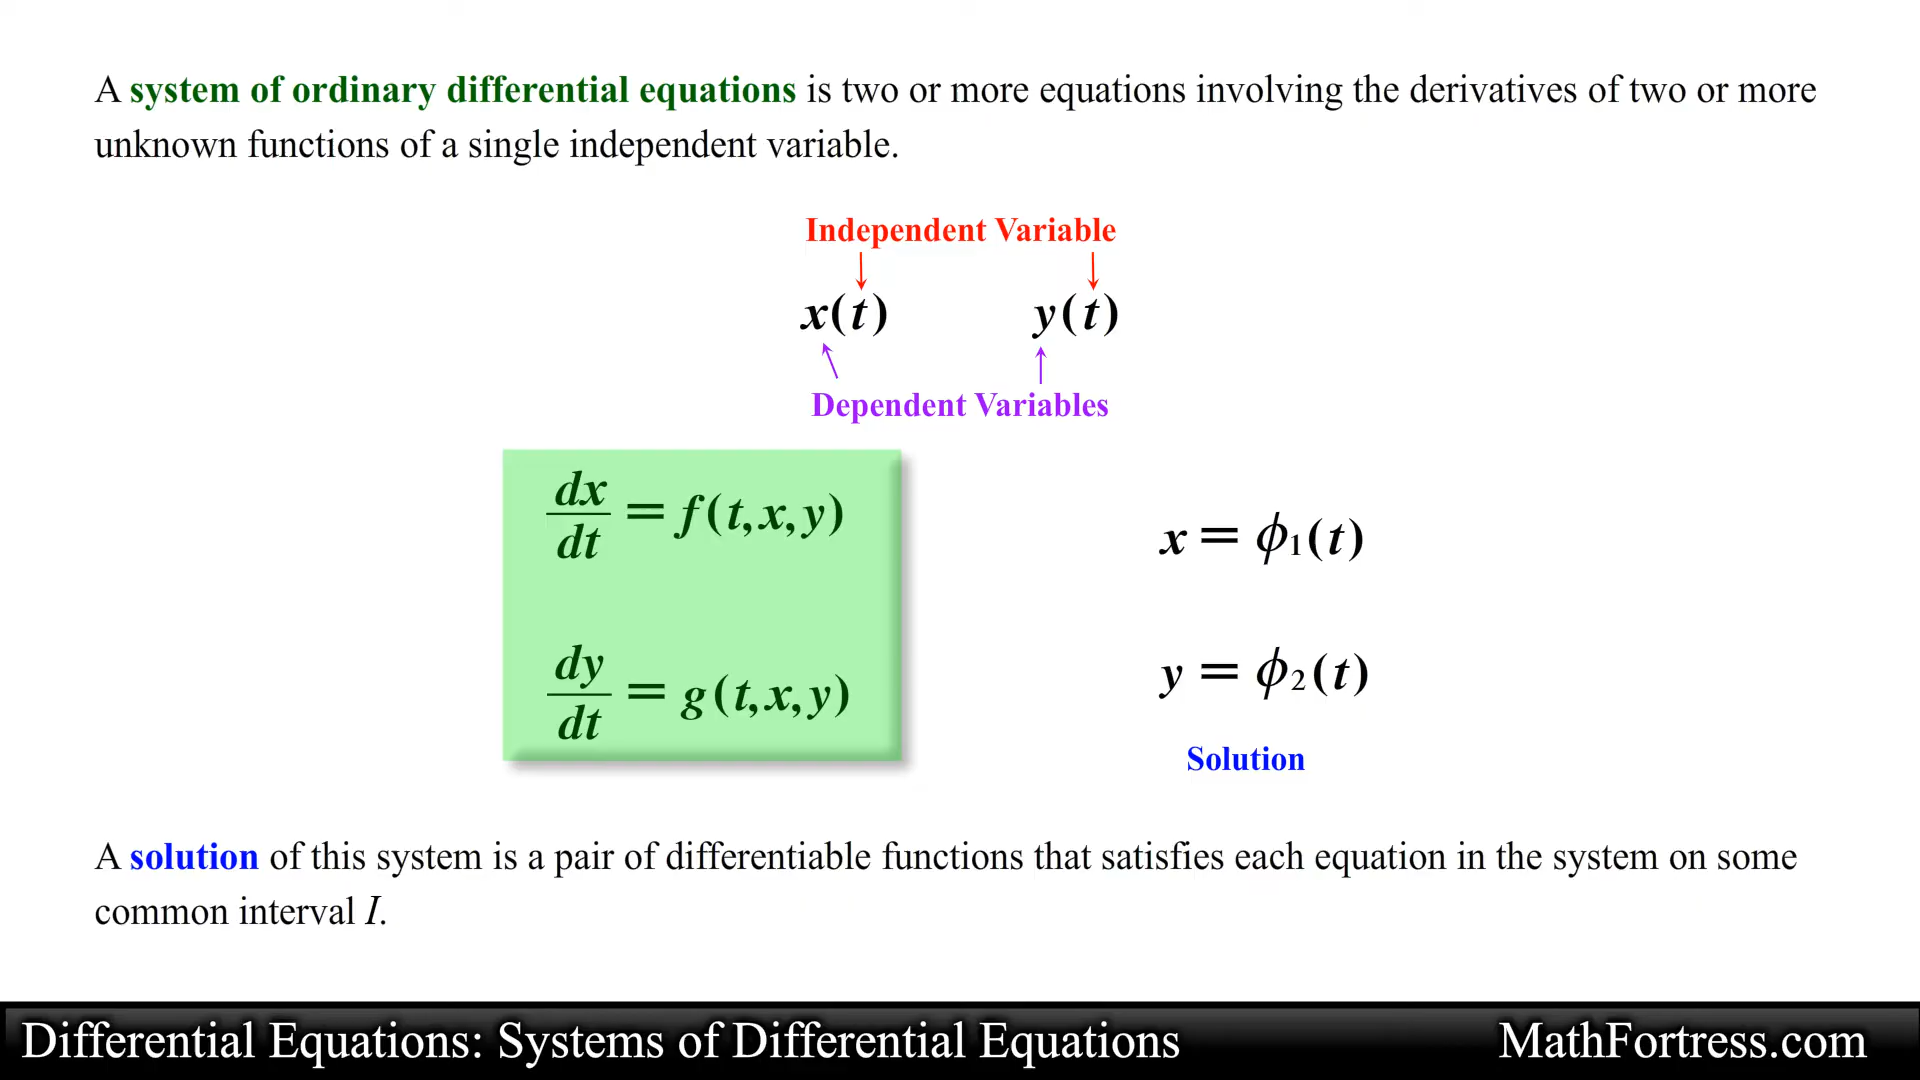 A system of ordinary differential equations is two or more equations involving the derivatives of two or more
unknown functions of a single independent variable.
Independent Variable
x(t) y(t)
Dependent Variables
dx/dt = f(t,x,y)
dy/dt = g(t,x,y)
x = ϕ₁(t)
y = ϕ₂(t)
Solution
A solution of this system is a pair of differentiable functions that satisfies each equation in the system on some
common interval I.
Differential Equations: Systems of Differential Equations
MathFortress.com